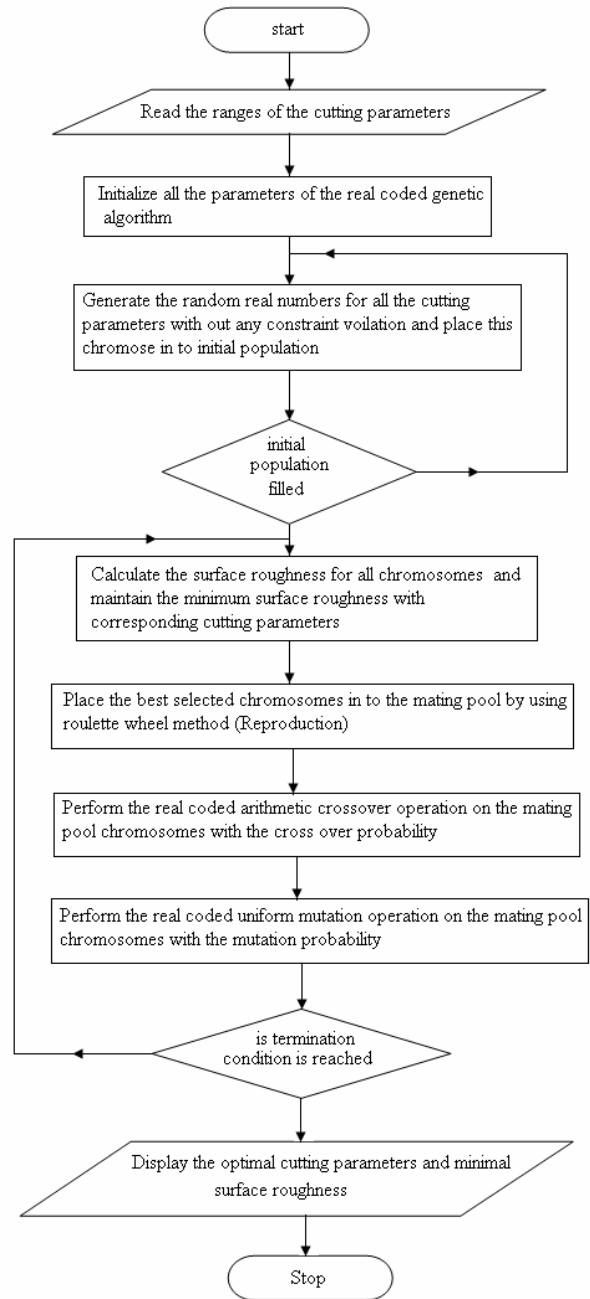 start
Read the ranges of the cutting parameters
Initialize all the parameters of the real coded genetic
algorithm
Generate the random real numbers for all the cutting
parameters with out any constraint voilation and place this
chromose in to initial population
initial
population
filled
Calculate the surface roughness for all chromosomes and
maintain the minimum surface roughness with
corresponding cutting parameters
Place the best selected chromosomes in to the mating pool by using
roulette wheel method (Reproduction)
Perform the real coded arithmetic crossover operation on the mating
pool chromosomes with the cross over probability
Perform the real coded uniform mutation operation on the mating pool
chromosomes with the mutation probability
is termination
condition is reached
Display the optimal cutting parameters and minimal
surface roughness
Stop